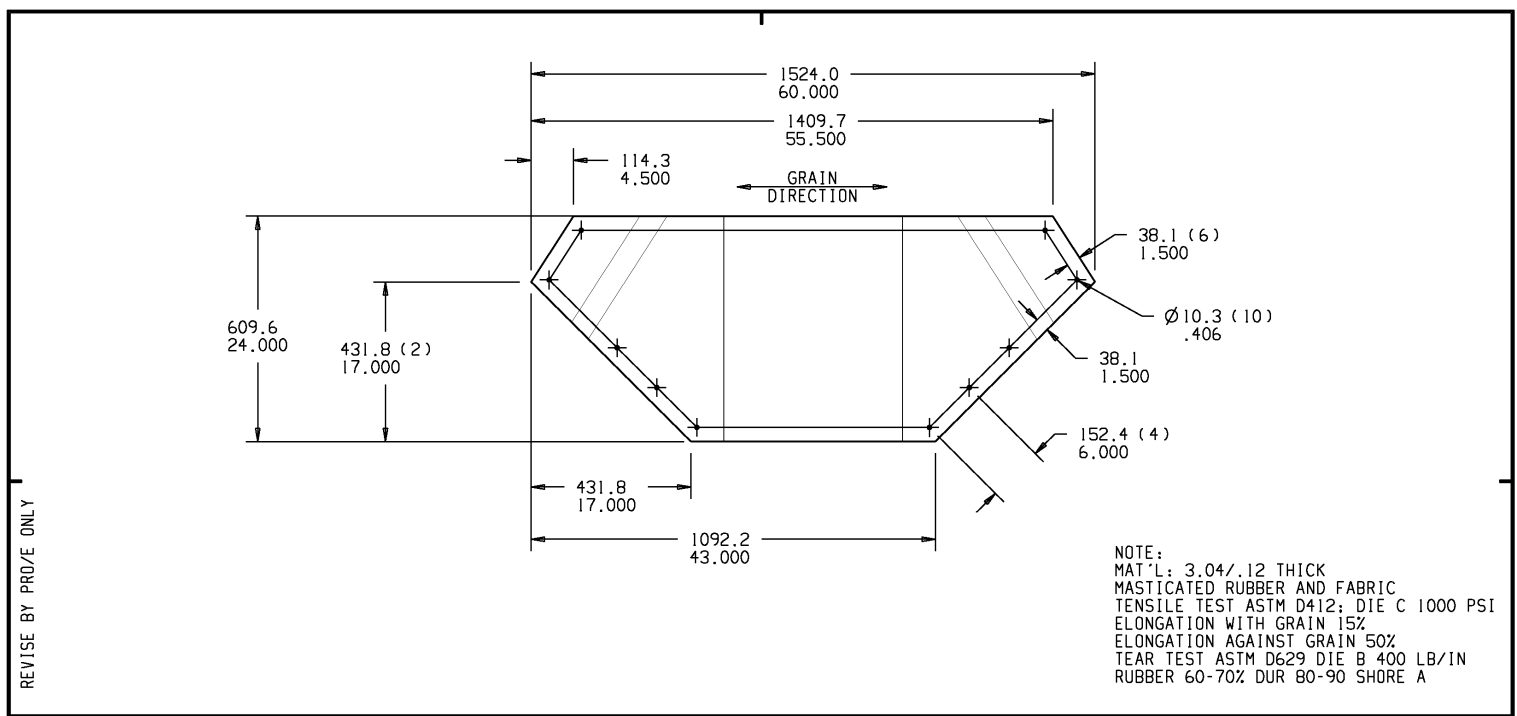 1524.0
60.000
1409.7
55.500
114.3
4.500
GRAIN
DIRECTION
38.1 (6)
1.500
Ø10.3 (10)
.406
609.6
24.000
431.8 (2)
17.000
38.1
1.500
152.4 (4)
6.000
431.8
17.000
1092.2
43.000
REVISE BY PRO/E ONLY
NOTE:
MAT'L: 3.04/.12 THICK
MASTICATED RUBBER AND FABRIC
TENSILE TEST ASTM D412; DIE C 1000 PSI
ELONGATION WITH GRAIN 15%
ELONGATION AGAINST GRAIN 50%
TEAR TEST ASTM D629 DIE B 400 LB/IN
RUBBER 60-70% DUR 80-90 SHORE A